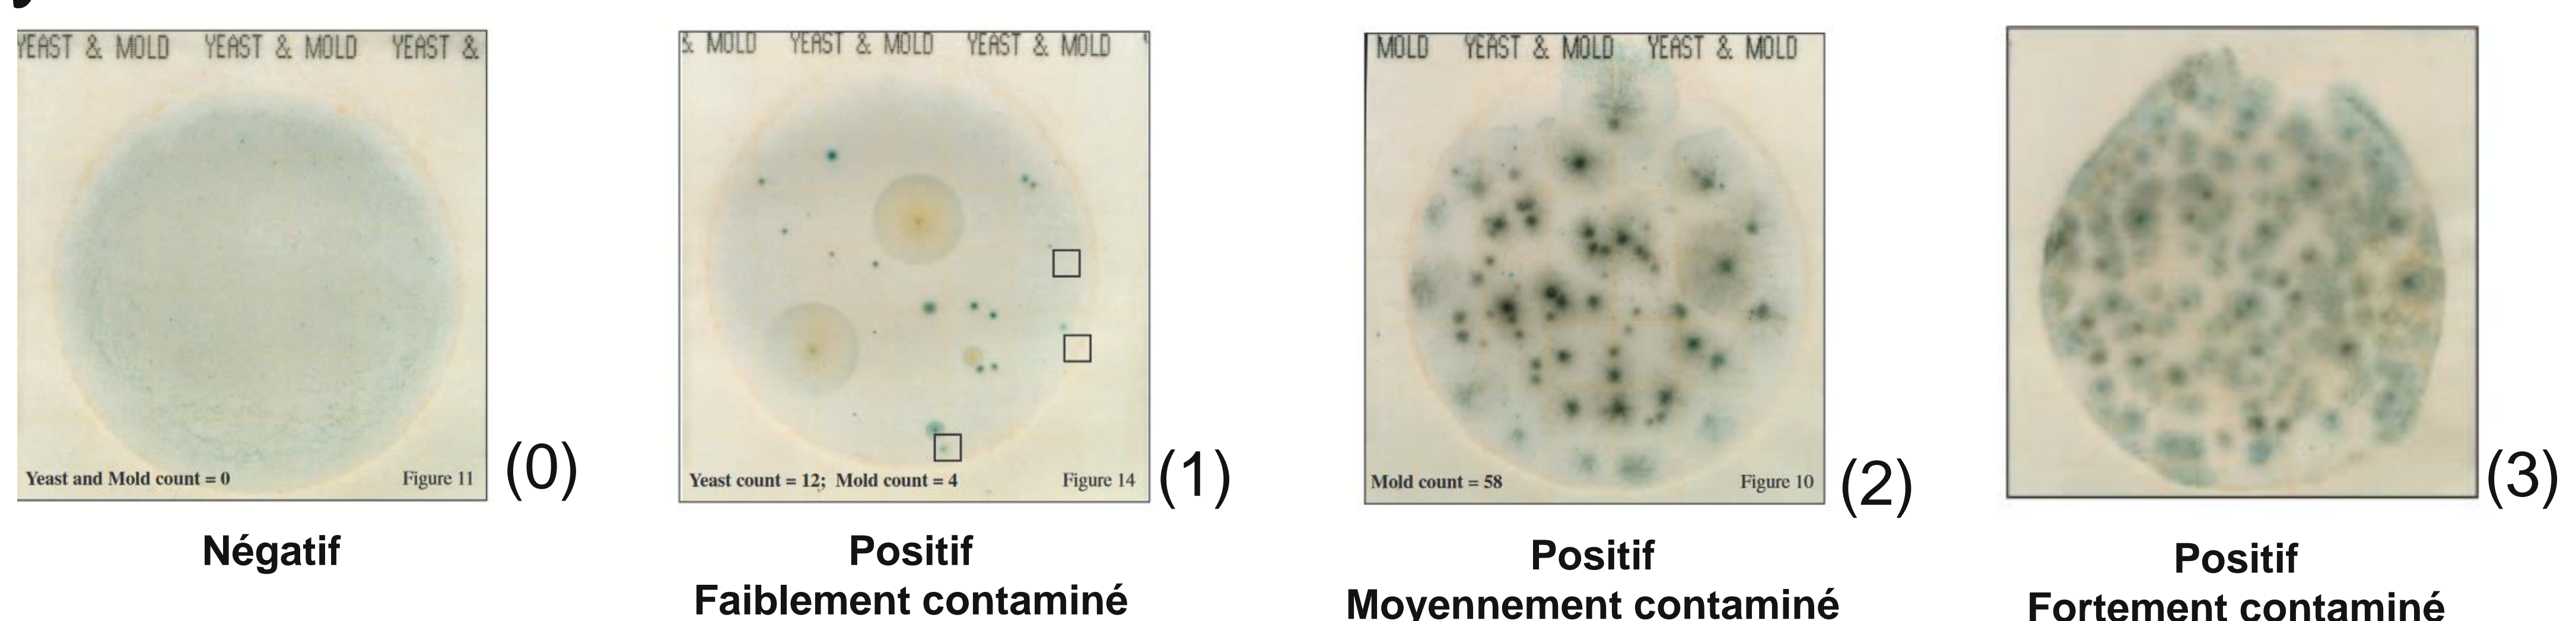 YEAST & MOLD YEAST & MOLD YEAST &
Yeast and Mold count = 0 Figure 11
(0)
Négatif
& MOLD YEAST & MOLD YEAST & MOLD
Yeast count = 12; Mold count = 4 Figure 14
(1)
Positif
Faiblement contaminé
MOLD YEAST & MOLD YEAST & MOLD
Mold count = 58 Figure 10
(2)
Positif
Moyennement contaminé
(3)
Positif
Fortement contaminé